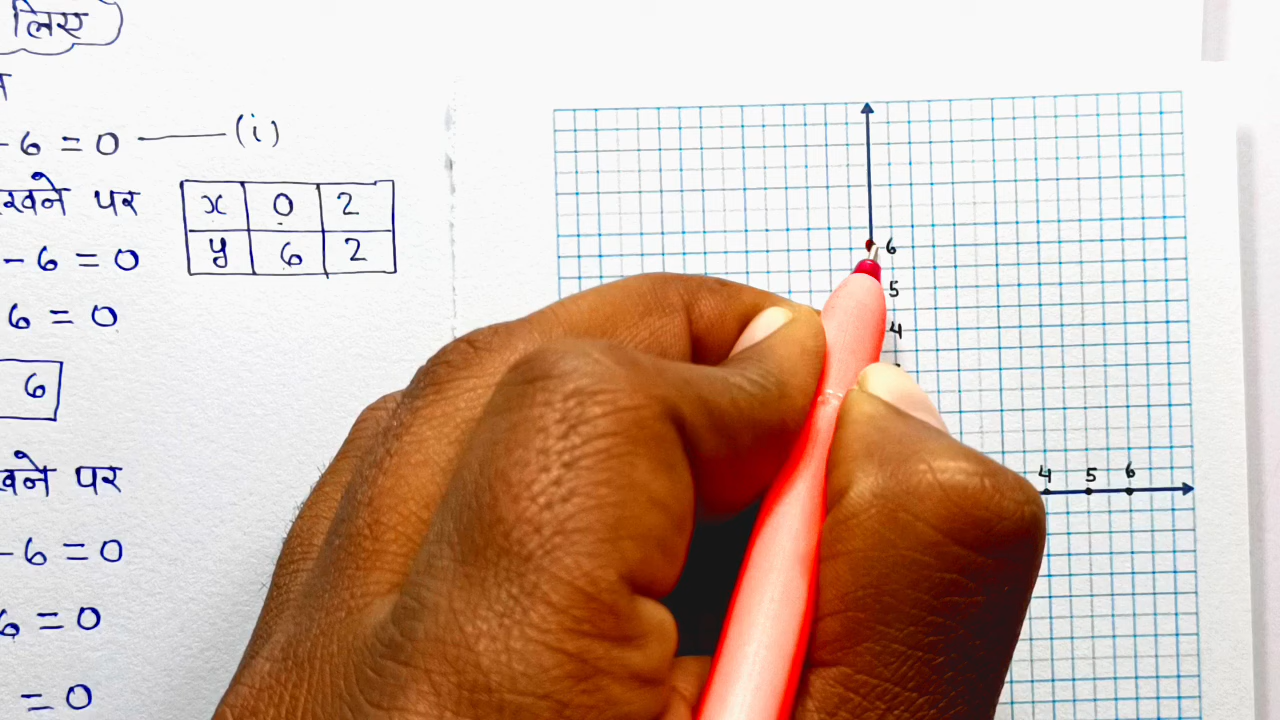 लिए
- 6 = 0 —— (i)
रखने पर
x 0 2
y 6 2
- 6 = 0
6 = 0
6
रखने पर
- 6 = 0
6 = 0
= 0
6
5
4
4 5 6